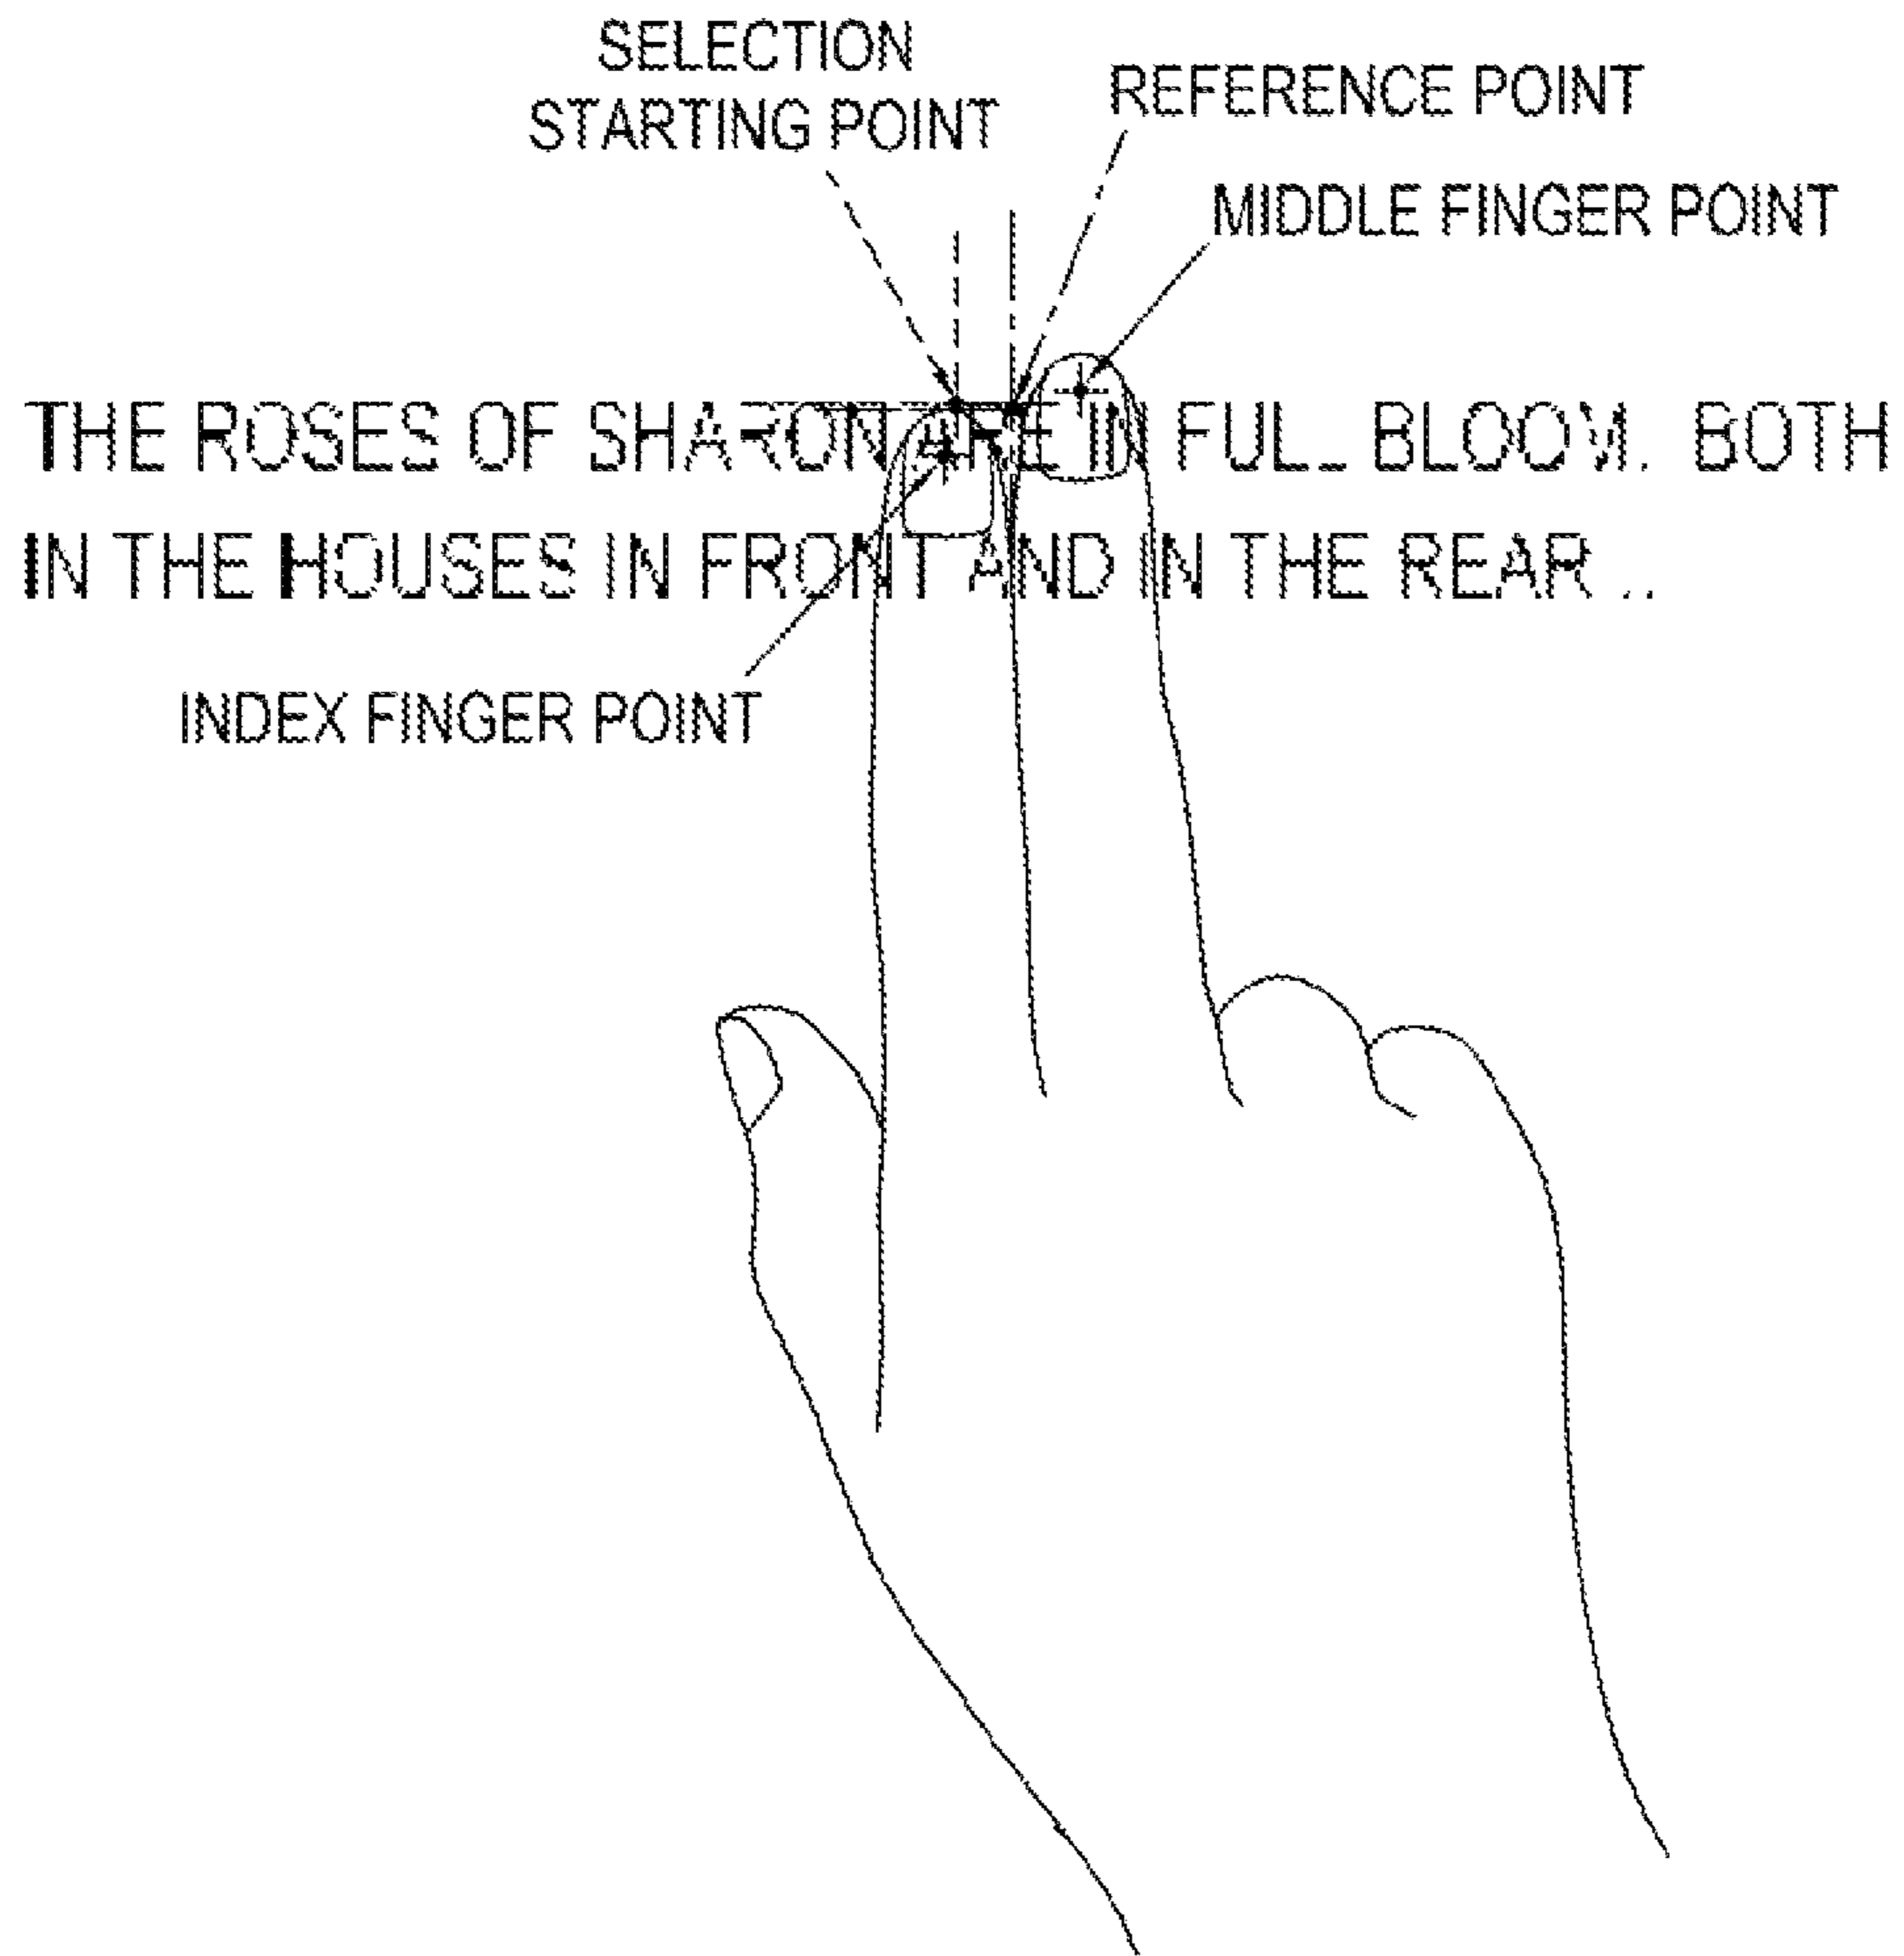 SELECTION
STARTING POINT
REFERENCE POINT
MIDDLE FINGER POINT
THE ROSES OF SHARON ARE IN FULL BLOOM. BOTH
IN THE HOUSES IN FRONT AND IN THE REAR ..
INDEX FINGER POINT